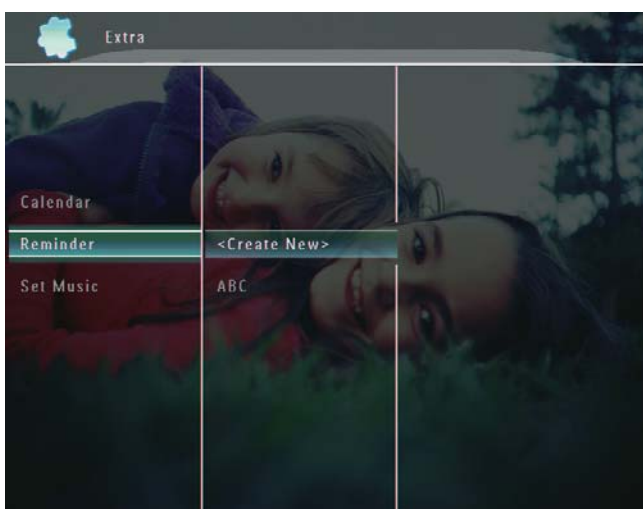 Extra
Calendar
Reminder
<Create New>
Set Music
ABC